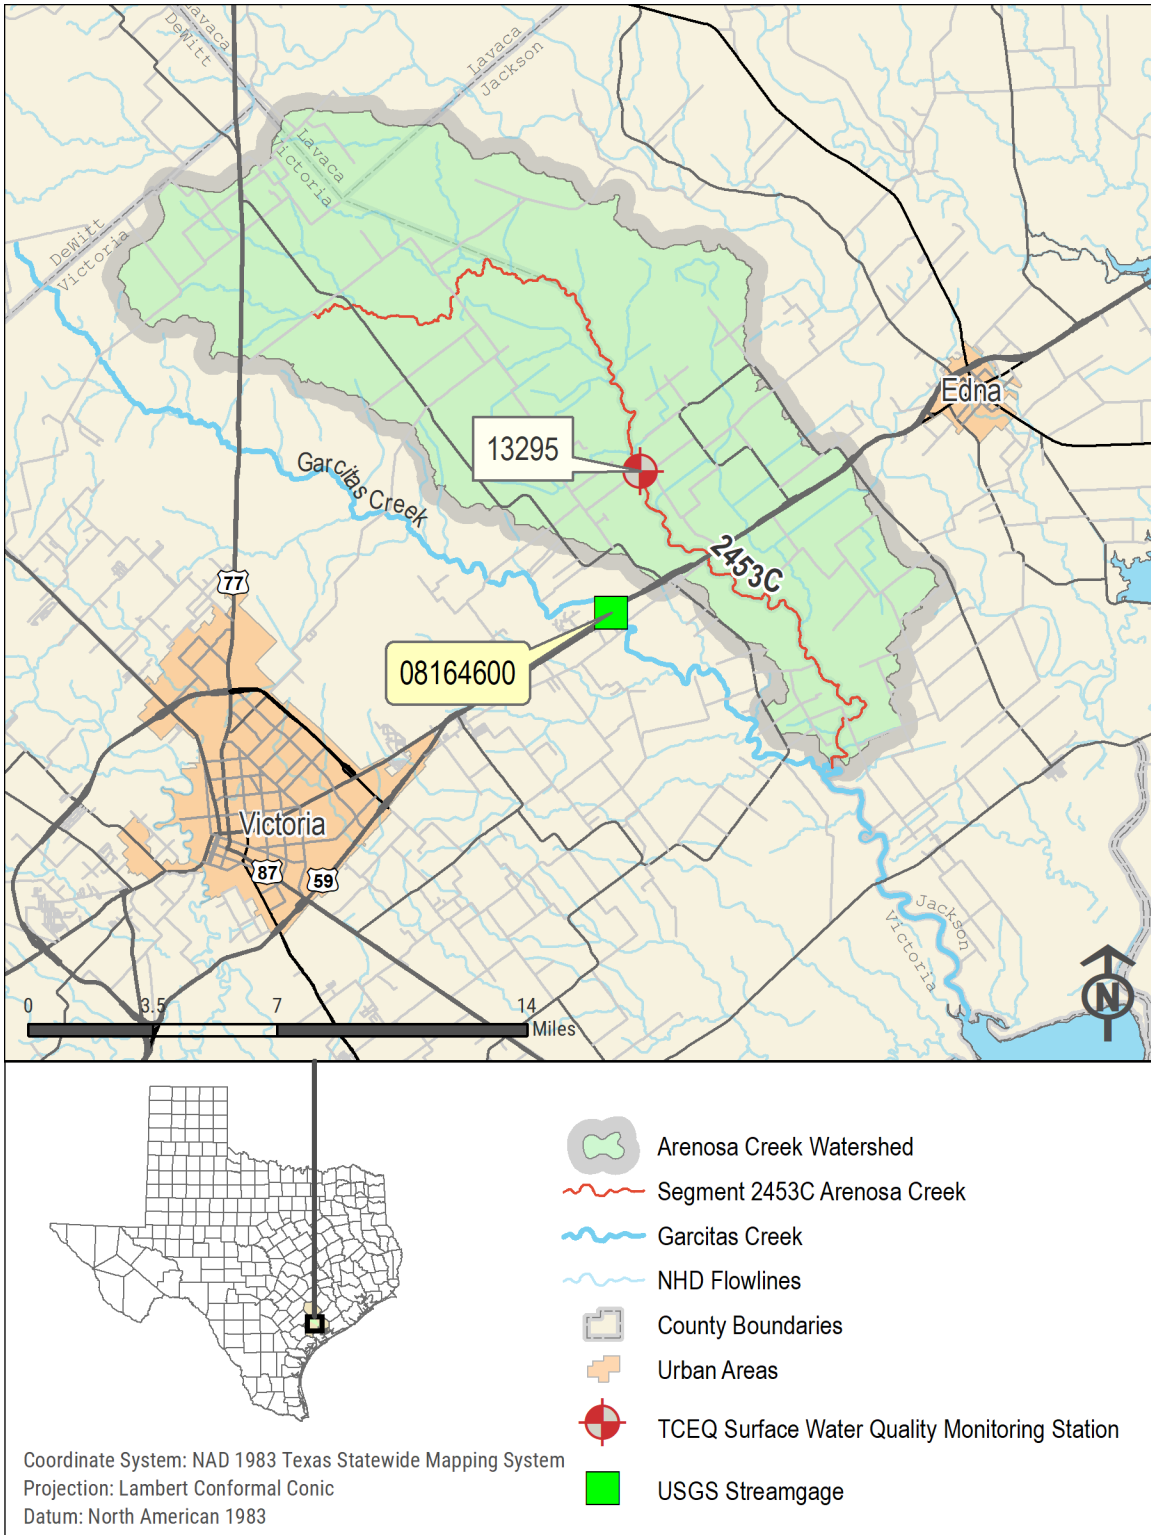 Lavaca
DeWitt
Lavaca
Jackson
Lavaca
Victoria
DeWitt
Victoria
Edna
13295
Garcitas Creek
2453C
77
08164600
Victoria
87
59
Jackson
Victoria
N
0 3.5 7 14
Miles
Arenosa Creek Watershed
Segment 2453C Arenosa Creek
Garcitas Creek
NHD Flowlines
County Boundaries
Urban Areas
TCEQ Surface Water Quality Monitoring Station
USGS Streamgage
Coordinate System: NAD 1983 Texas Statewide Mapping System
Projection: Lambert Conformal Conic
Datum: North American 1983